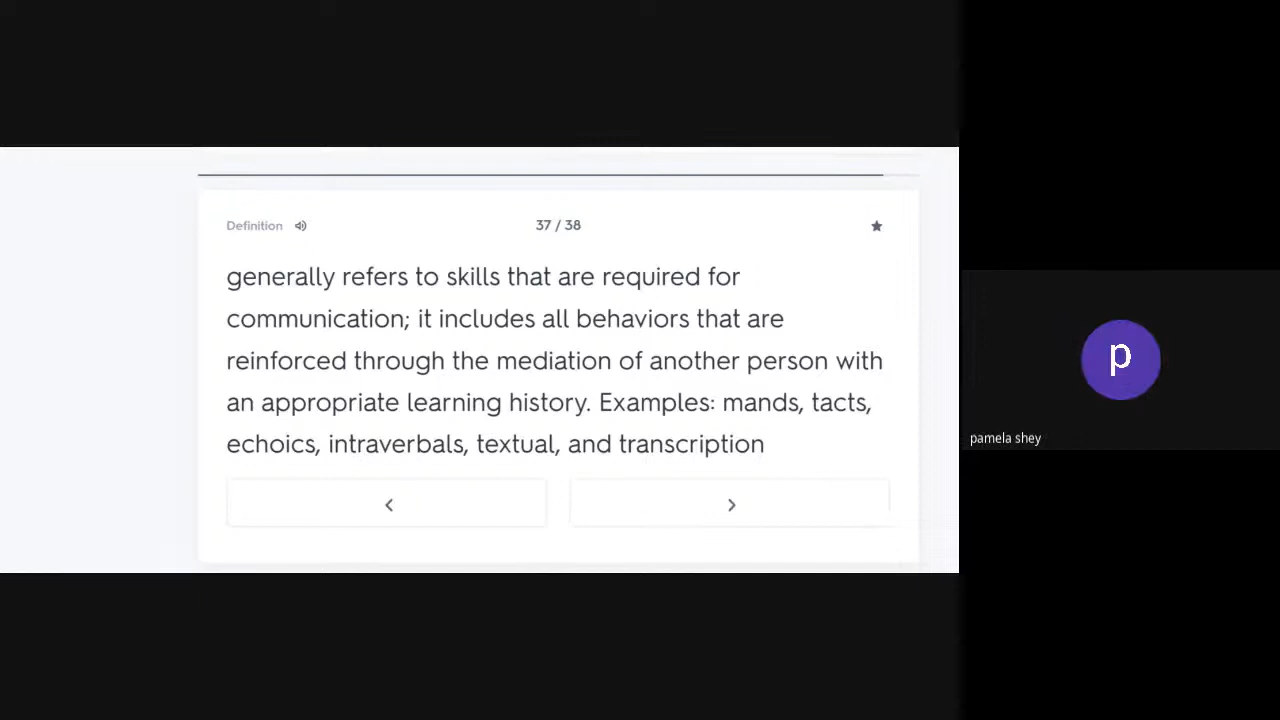 Definition
37 / 38
generally refers to skills that are required for
communication; it includes all behaviors that are
reinforced through the mediation of another person with
an appropriate learning history. Examples: mands, tacts,
echoics, intraverbals, textual, and transcription
p
pamela shey